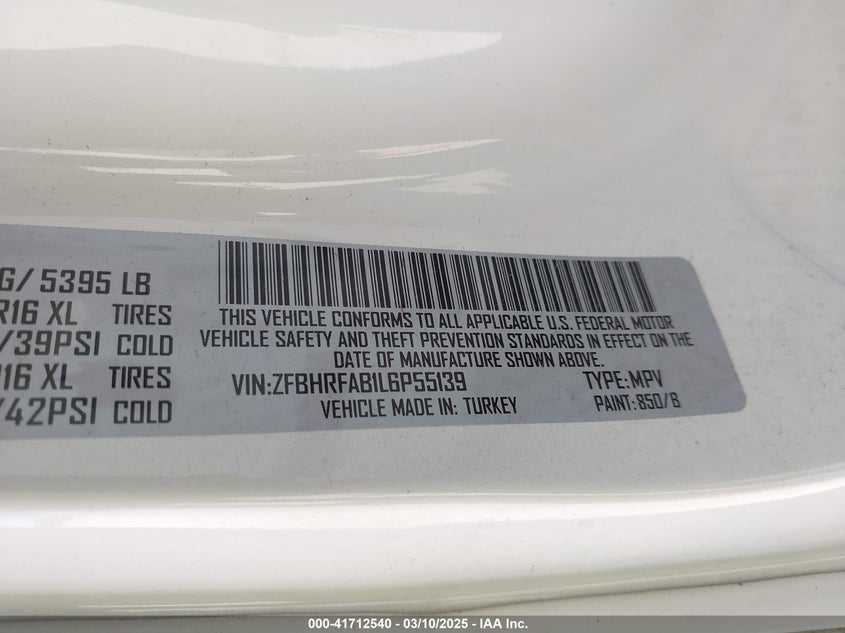 G/ 5395 LB
R16 XL TIRES
/39PSI COLD
16 XL TIRES
/42PSI COLD
THIS VEHICLE CONFORMS TO ALL APPLICABLE U.S. FEDERAL MOTOR
VEHICLE SAFETY AND THEFT PREVENTION STANDARDS IN EFFECT ON THE
DATE OF MANUFACTURE SHOWN ABOVE.
VIN:ZFBHRFAB1L6P55139 TYPE:MPV
VEHICLE MADE IN: TURKEY PAINT:850/B
000-41712540 - 03/10/2025 - IAA Inc.